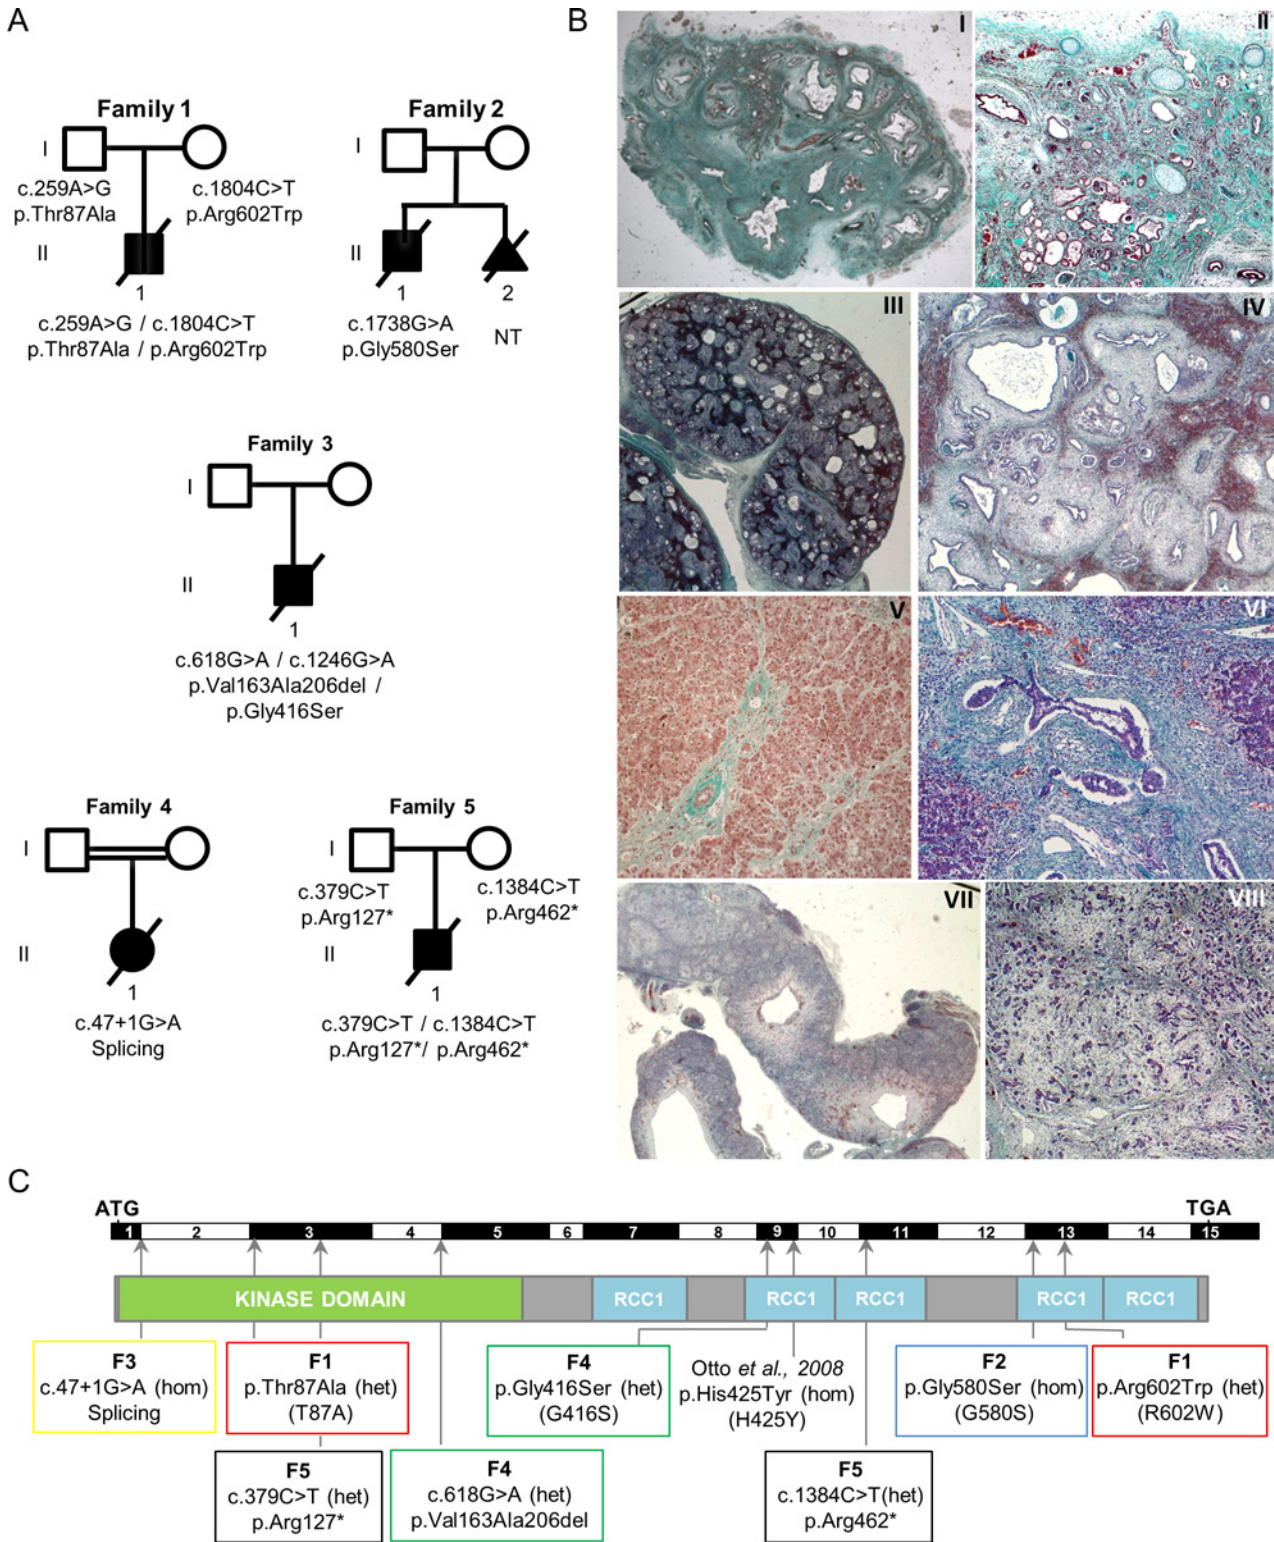 A
Family 1
I
c.259A>G
p.Thr87Ala
c.1804C>T
p.Arg602Trp
II
1
c.259A>G / c.1804C>T
p.Thr87Ala / p.Arg602Trp
Family 2
I
II
1
2
c.1738G>A
p.Gly580Ser
NT
Family 3
I
II
1
c.618G>A / c.1246G>A
p.Val163Ala206del /
p.Gly416Ser
Family 4
I
II
1
c.47+1G>A
Splicing
Family 5
I
c.379C>T
p.Arg127*
c.1384C>T
p.Arg462*
II
1
c.379C>T / c.1384C>T
p.Arg127*/ p.Arg462*
B
I
II
III
IV
V
VI
VII
VIII
C
ATG
TGA
1 2 3 4 5 6 7 8 9 10 11 12 13 14 15
KINASE DOMAIN RCC1 RCC1 RCC1 RCC1 RCC1
F3
c.47+1G>A (hom)
Splicing
F1
p.Thr87Ala (het)
(T87A)
F4
p.Gly416Ser (het)
(G416S)
Otto et al., 2008
p.His425Tyr (hom)
(H425Y)
F2
p.Gly580Ser (hom)
(G580S)
F1
p.Arg602Trp (het)
(R602W)
F5
c.379C>T (het)
p.Arg127*
F4
c.618G>A (het)
p.Val163Ala206del
F5
c.1384C>T(het)
p.Arg462*